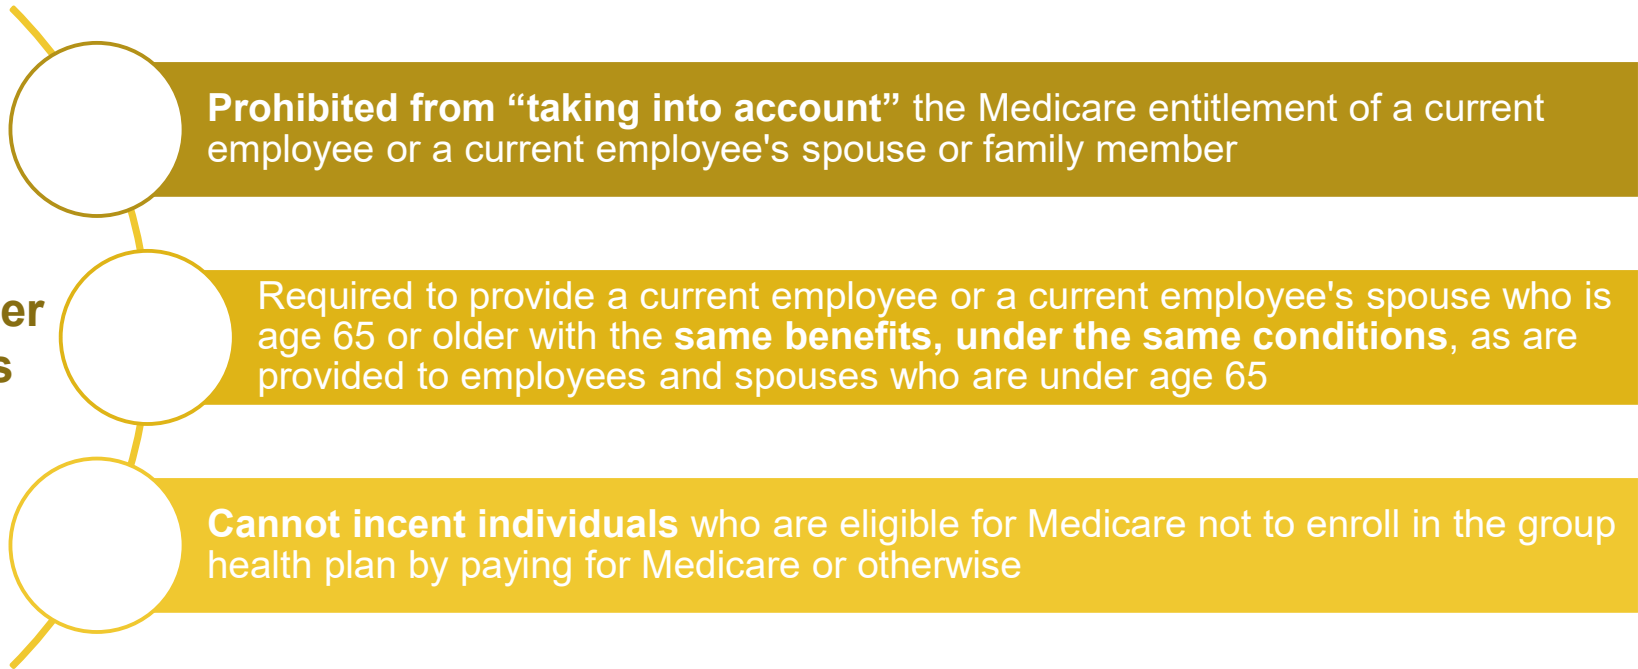 Prohibited from “taking into account” the Medicare entitlement of a current
employee or a current employee's spouse or family member
er
s
Required to provide a current employee or a current employee's spouse who is
age 65 or older with the same benefits, under the same conditions, as are
provided to employees and spouses who are under age 65
Cannot incent individuals who are eligible for Medicare not to enroll in the group
health plan by paying for Medicare or otherwise